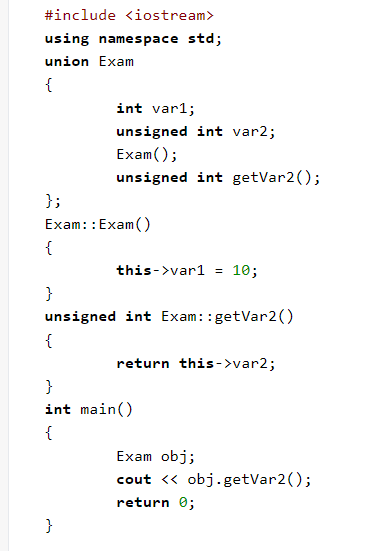 #include <iostream>
using namespace std;
union Exam
{
        int var1;
        unsigned int var2;
        Exam();
        unsigned int getVar2();
};
Exam::Exam()
{
        this->var1 = 10;
}
unsigned int Exam::getVar2()
{
        return this->var2;
}
int main()
{
        Exam obj;
        cout << obj.getVar2();
        return 0;
}